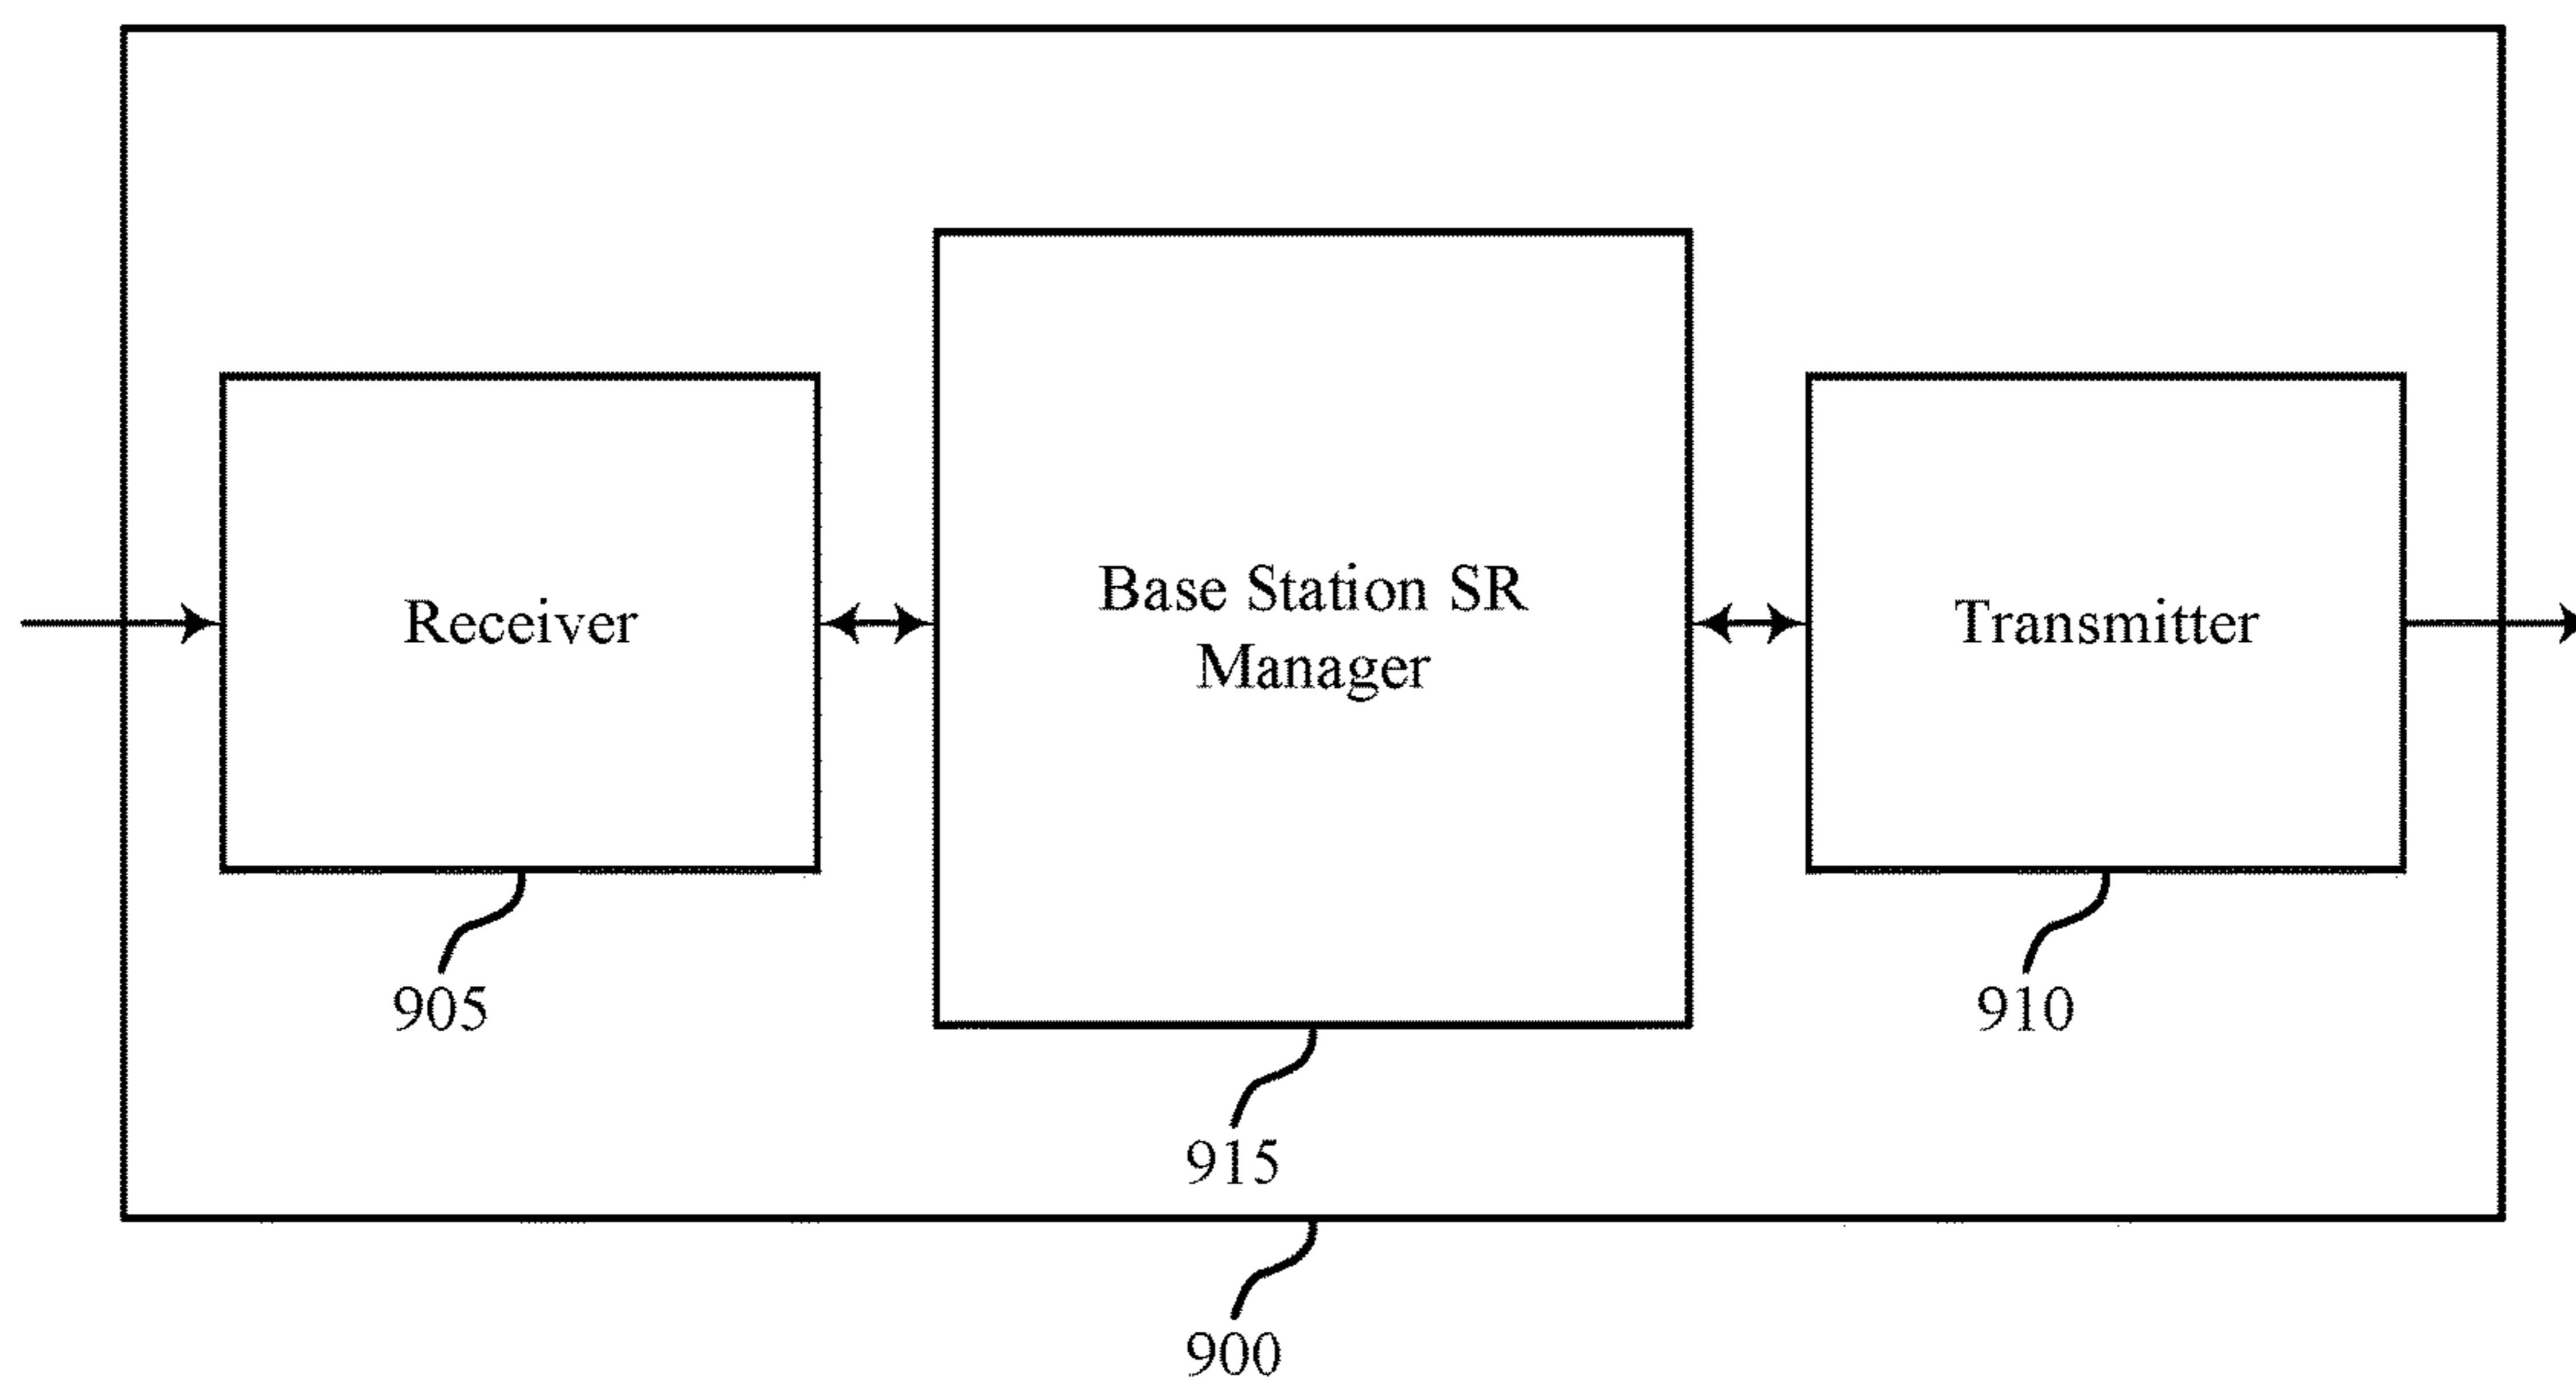 Receiver
Base Station SR
Manager
Transmitter
905
910
915
900